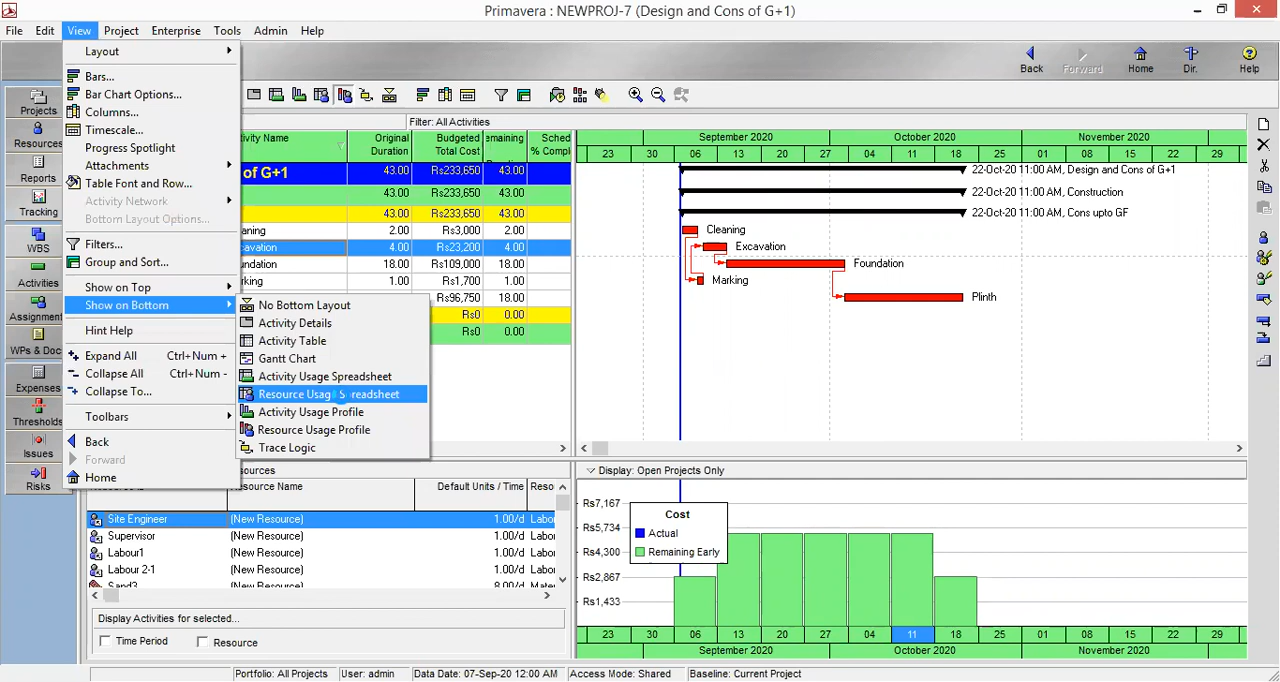 Primavera : NEWPROJ-7 (Design and Cons of G+1)
File Edit View Project Enterprise Tools Admin Help
Back Forward Home Dir. Help
Projects
Resources
Reports
Tracking
WBS
Activities
Assignment
WPs & Doc
Expenses
Thresholds
Issues
Risks
Layout
Bars...
Bar Chart Options...
Columns...
Timescale...
Progress Spotlight
Attachments
Table Font and Row...
Activity Network
Bottom Layout Options...
Filters...
Group and Sort...
Show on Top
Show on Bottom
Hint Help
Expand All Ctrl+Num +
Collapse All Ctrl+Num -
Collapse To...
Toolbars
Back
Forward
Home
No Bottom Layout
Activity Details
Activity Table
Gantt Chart
Activity Usage Spreadsheet
Resource Usage Spreadsheet
Activity Usage Profile
Resource Usage Profile
Trace Logic
Filter: All Activities
tivity Name Original Duration Budgeted Total Cost emaining Sched % Comple
of G+1 43.00 Rs233,650 43.00
43.00 Rs233,650 43.00
43.00 Rs233,650 43.00
aning 2.00 Rs3,000 2.00
cavation 4.00 Rs23,200 4.00
undation 18.00 Rs109,000 18.00
rking 1.00 Rs1,700 1.00
Rs96,750 18.00
Rs0 0.00
Rs0 0.00
September 2020 October 2020 November 2020
23 30 06 13 20 27 04 11 18 25 01 08 15 22 29
22-Oct-20 11:00 AM, Design and Cons of G+1
22-Oct-20 11:00 AM, Construction
22-Oct-20 11:00 AM, Cons upto GF
Cleaning
Excavation
Foundation
Marking
Plinth
sources
Resource Name Default Units / Time Reso
Site Engineer (New Resource) 1.00/d Labo
Supervisor (New Resource) 1.00/d Labo
Labour1 (New Resource) 1.00/d Labo
Labour 2-1 (New Resource) 1.00/d Labo
Sand3 (New Resource) 8.00/d Mate
Display Activities for selected...
Time Period Resource
Display: Open Projects Only
Rs7,167
Rs5,734
Rs4,300
Rs2,867
Rs1,433
Cost
Actual
Remaining Early
23 30 06 13 20 27 04 11 18 25 01 08 15 22 29
September 2020 October 2020 November 2020
Portfolio: All Projects User: admin Data Date: 07-Sep-20 12:00 AM Access Mode: Shared Baseline: Current Project